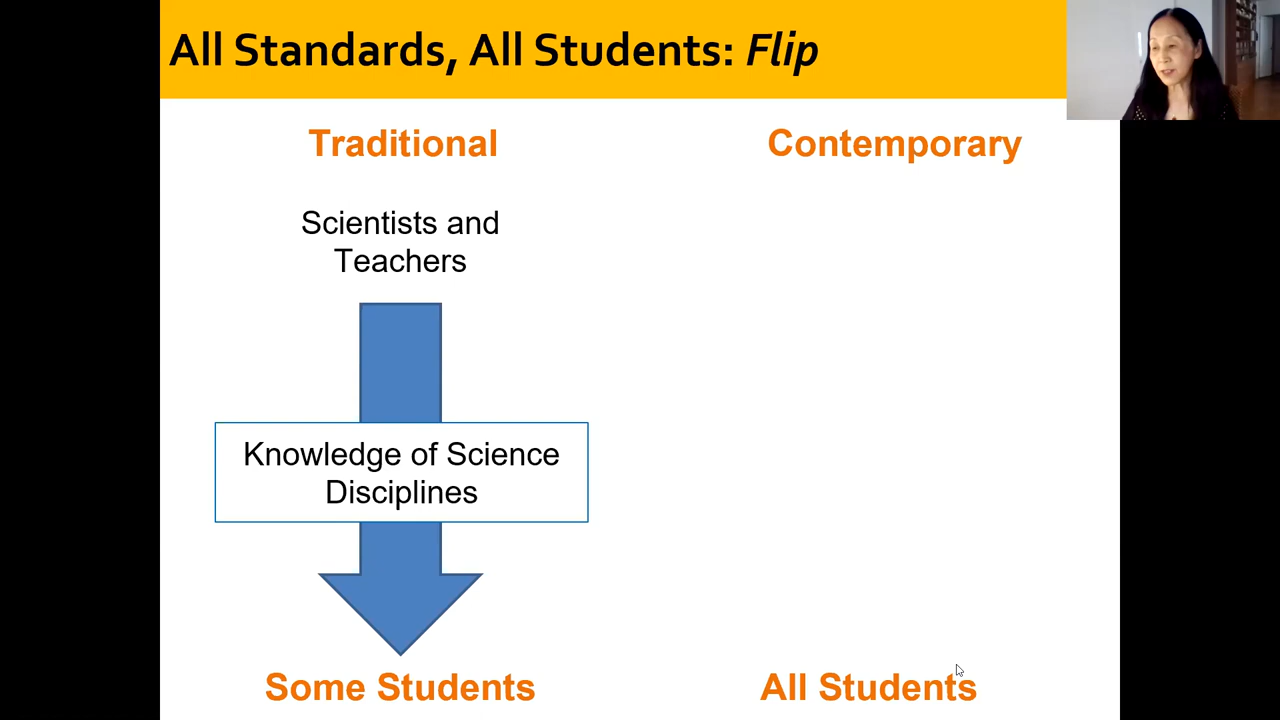 All Standards, All Students: Flip
Traditional
Contemporary
Scientists and
Teachers
Knowledge of Science
Disciplines
Some Students
All Students